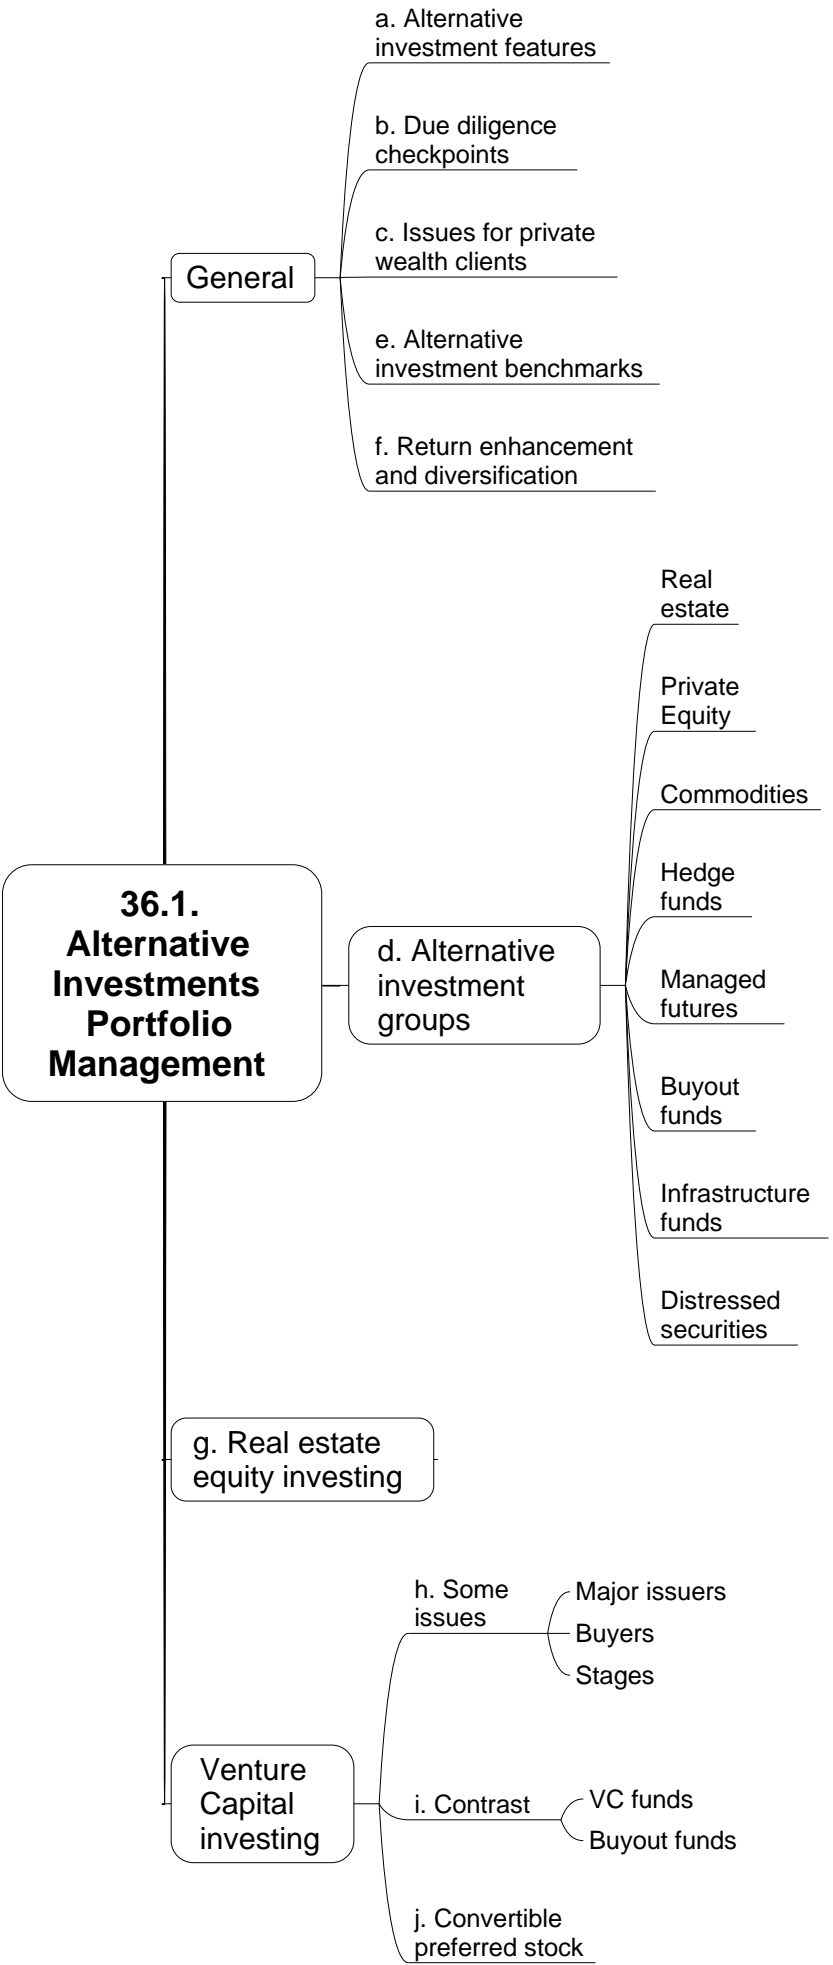 a. Alternative
investment features
b. Due diligence
checkpoints
General
c. Issues for private
wealth clients
e. Alternative
investment benchmarks
f. Return enhancement
and diversification
36.1.
Alternative
Investments
Portfolio
Management
d. Alternative
investment
groups
Real
estate
Private
Equity
Commodities
Hedge
funds
Managed
futures
Buyout
funds
Infrastructure
funds
Distressed
securities
g. Real estate
equity investing
Venture
Capital
investing
h. Some
issues
Major issuers
Buyers
Stages
i. Contrast
VC funds
Buyout funds
j. Convertible
preferred stock